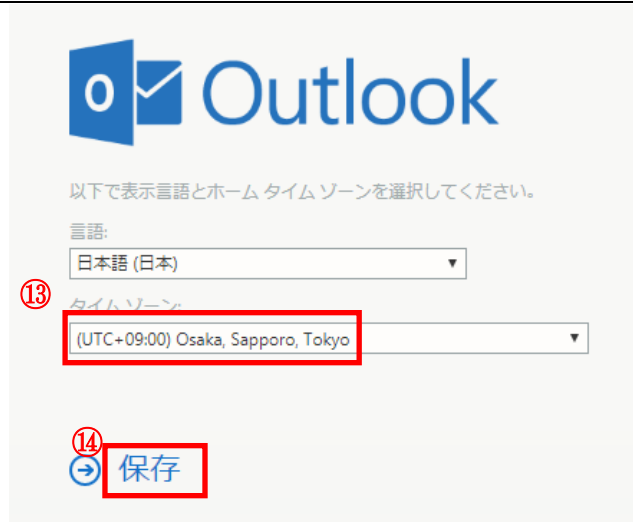 Outlook
以下で表示言語とホーム タイム ゾーンを選択してください。
言語:
日本語 (日本)
⑬
タイム ゾーン:
(UTC+09:00) Osaka, Sapporo, Tokyo
⑭
保存